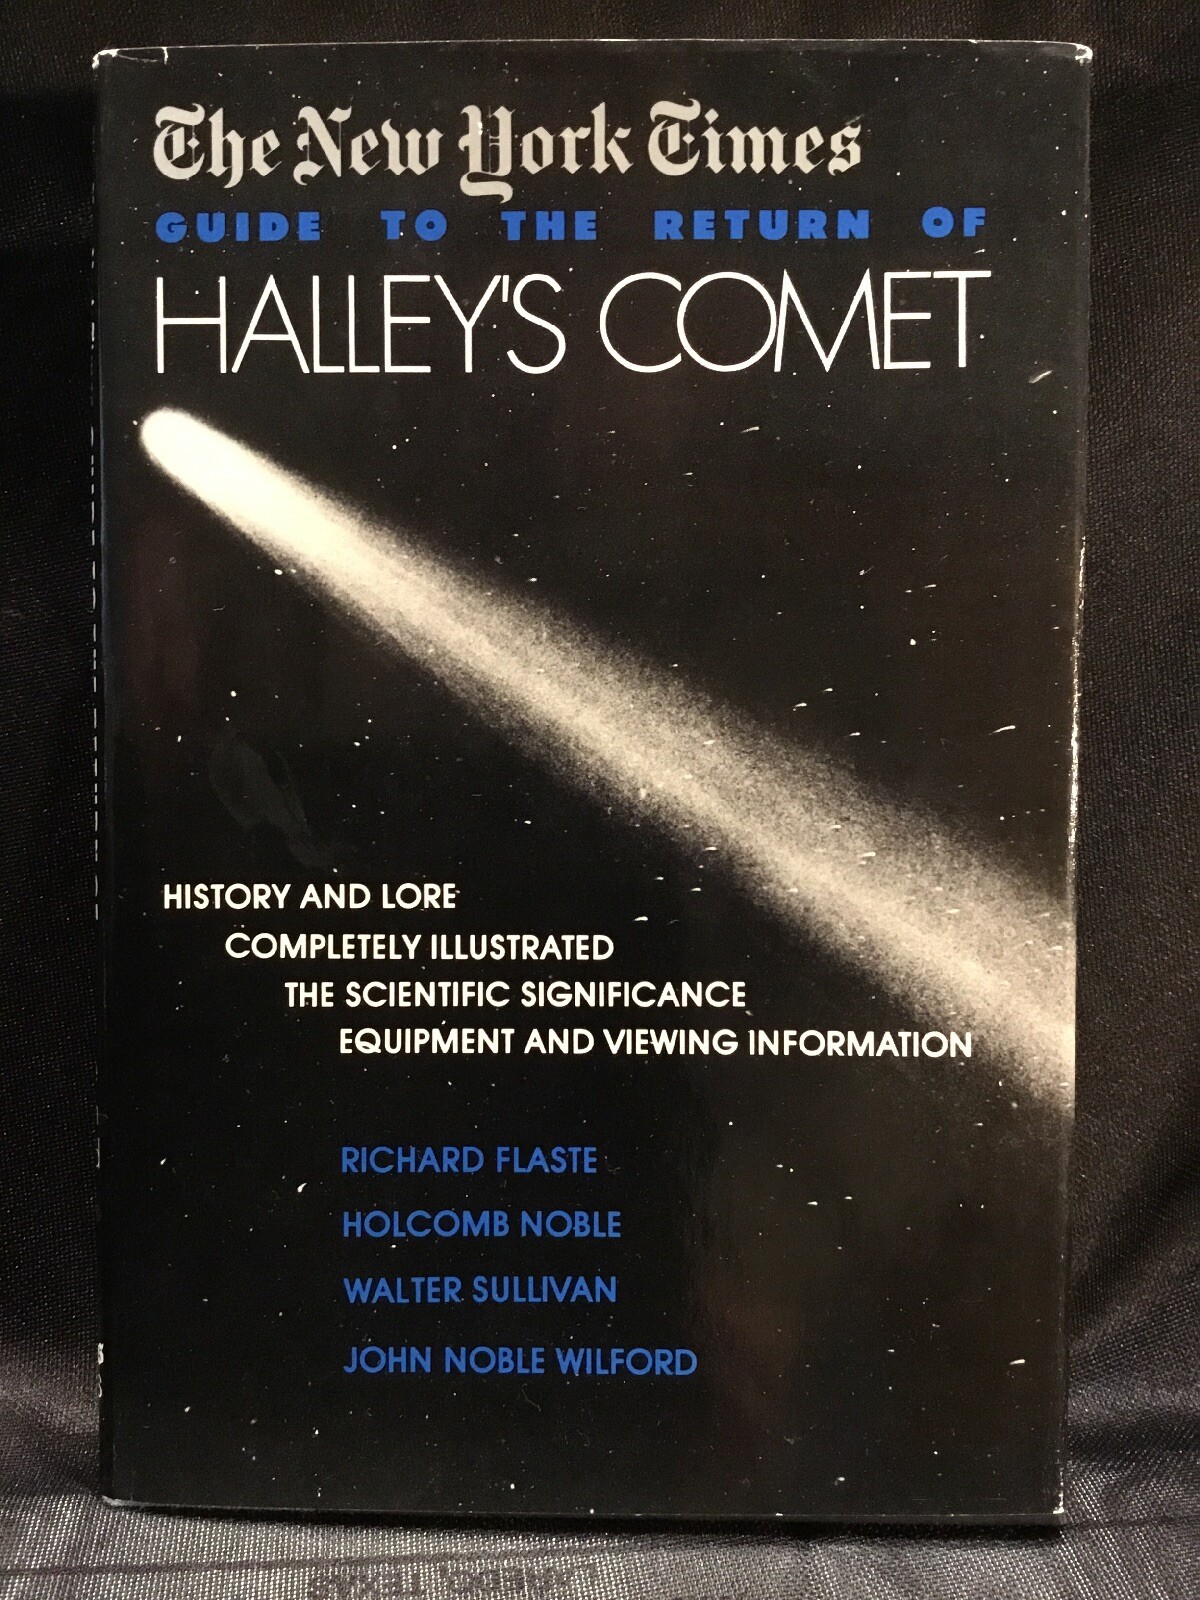 The New York Times
GUIDE TO THE RETURN OF
HALLEY'S COMET
HISTORY AND LORE
COMPLETELY ILLUSTRATED
THE SCIENTIFIC SIGNIFICANCE
EQUIPMENT AND VIEWING INFORMATION
RICHARD FLASTE
HOLCOMB NOBLE
WALTER SULLIVAN
JOHN NOBLE WILFORD